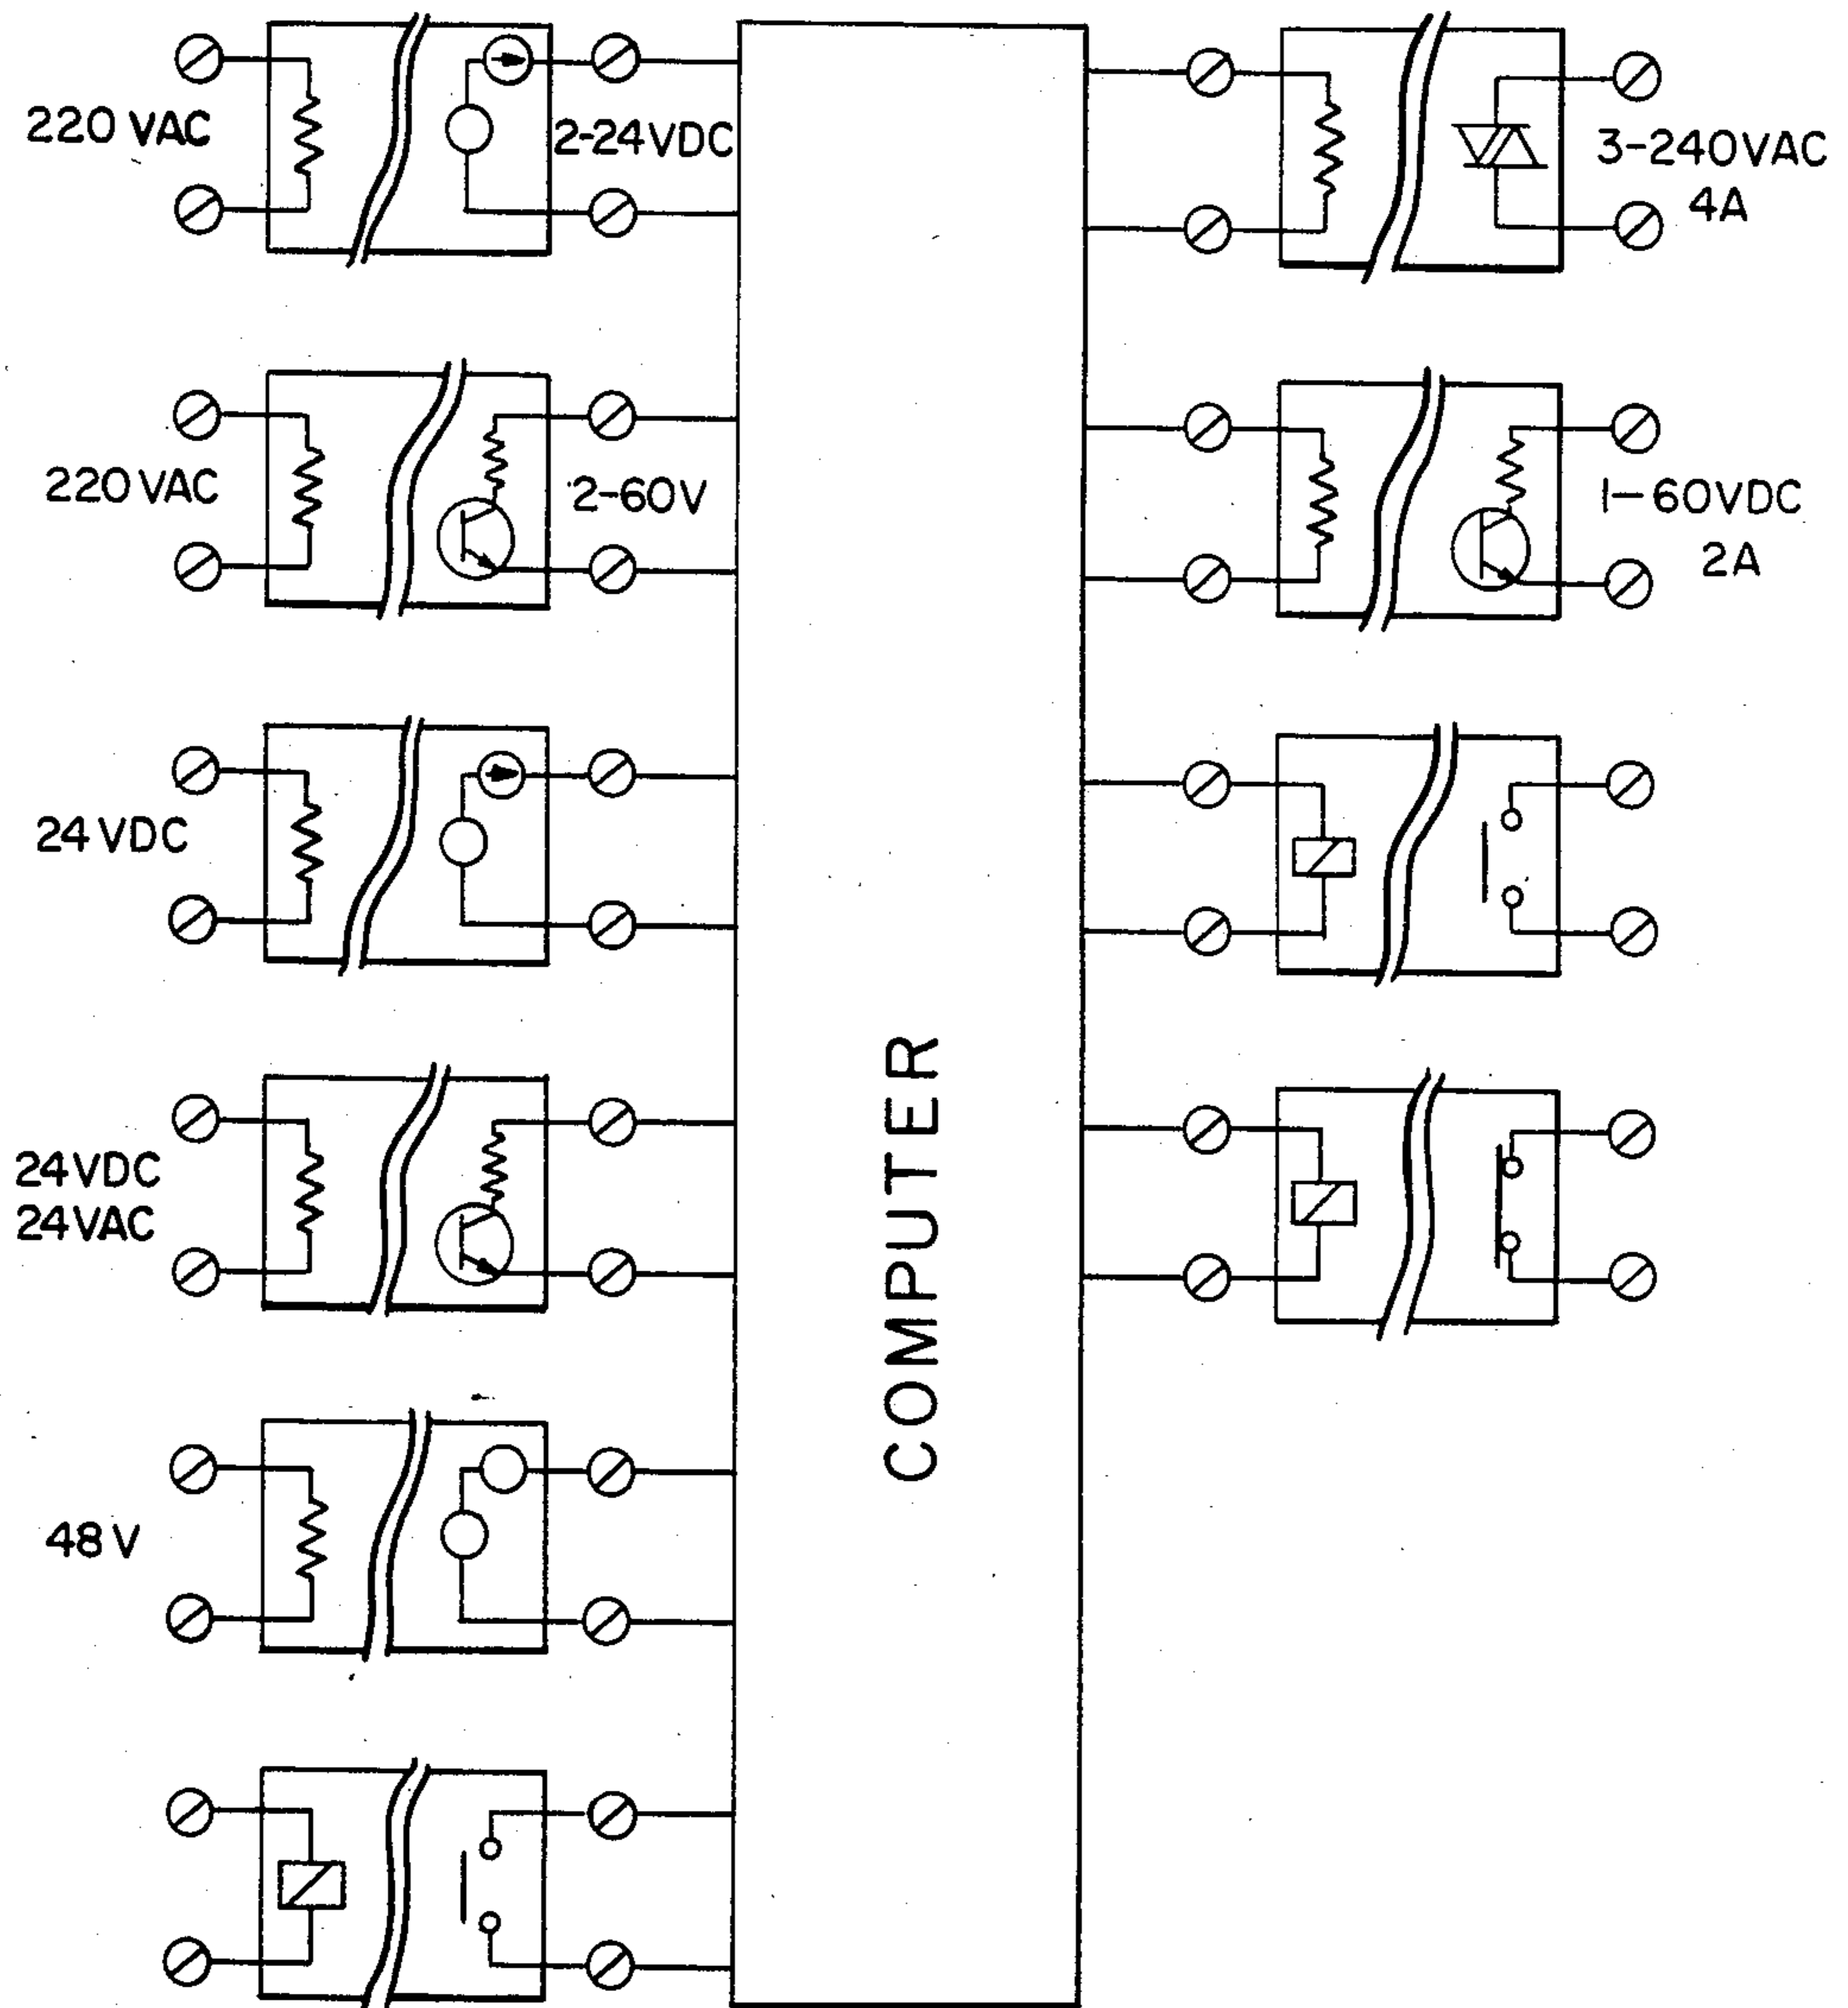 220 VAC
2-24VDC
3-240VAC
4A
220 VAC
2-60V
1-60VDC
2A
24 VDC
24VDC
24VAC
COMPUTER
48 V